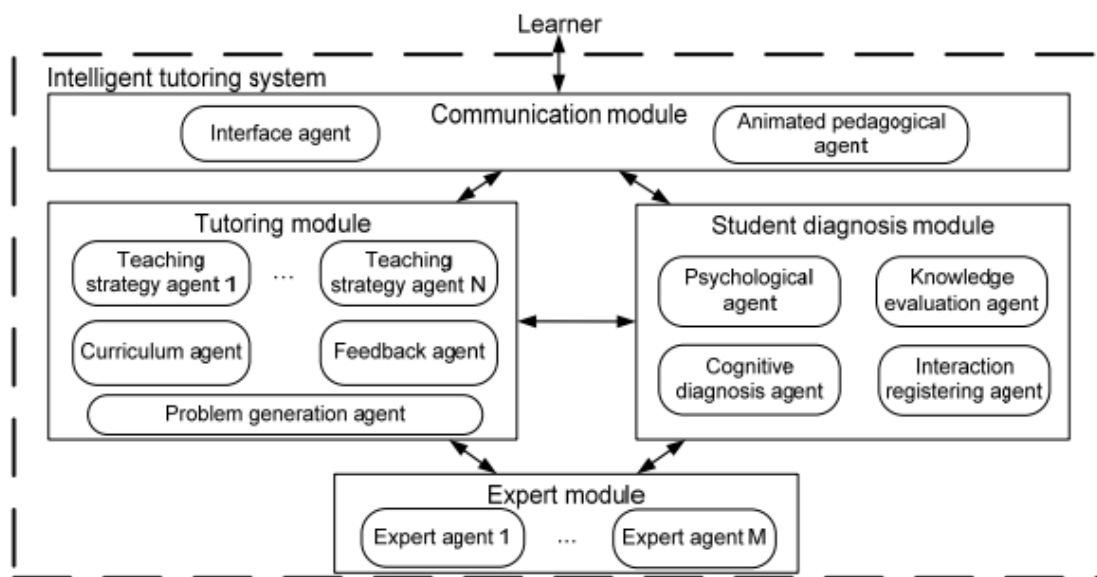 Learner
Intelligent tutoring system
Communication module
Interface agent
Animated pedagogical
agent
Tutoring module
Teaching
strategy agent 1
...
Teaching
strategy agent N
Curriculum agent
Feedback agent
Problem generation agent
Student diagnosis module
Psychological
agent
Knowledge
evaluation agent
Cognitive
diagnosis agent
Interaction
registering agent
Expert module
Expert agent 1
...
Expert agent M